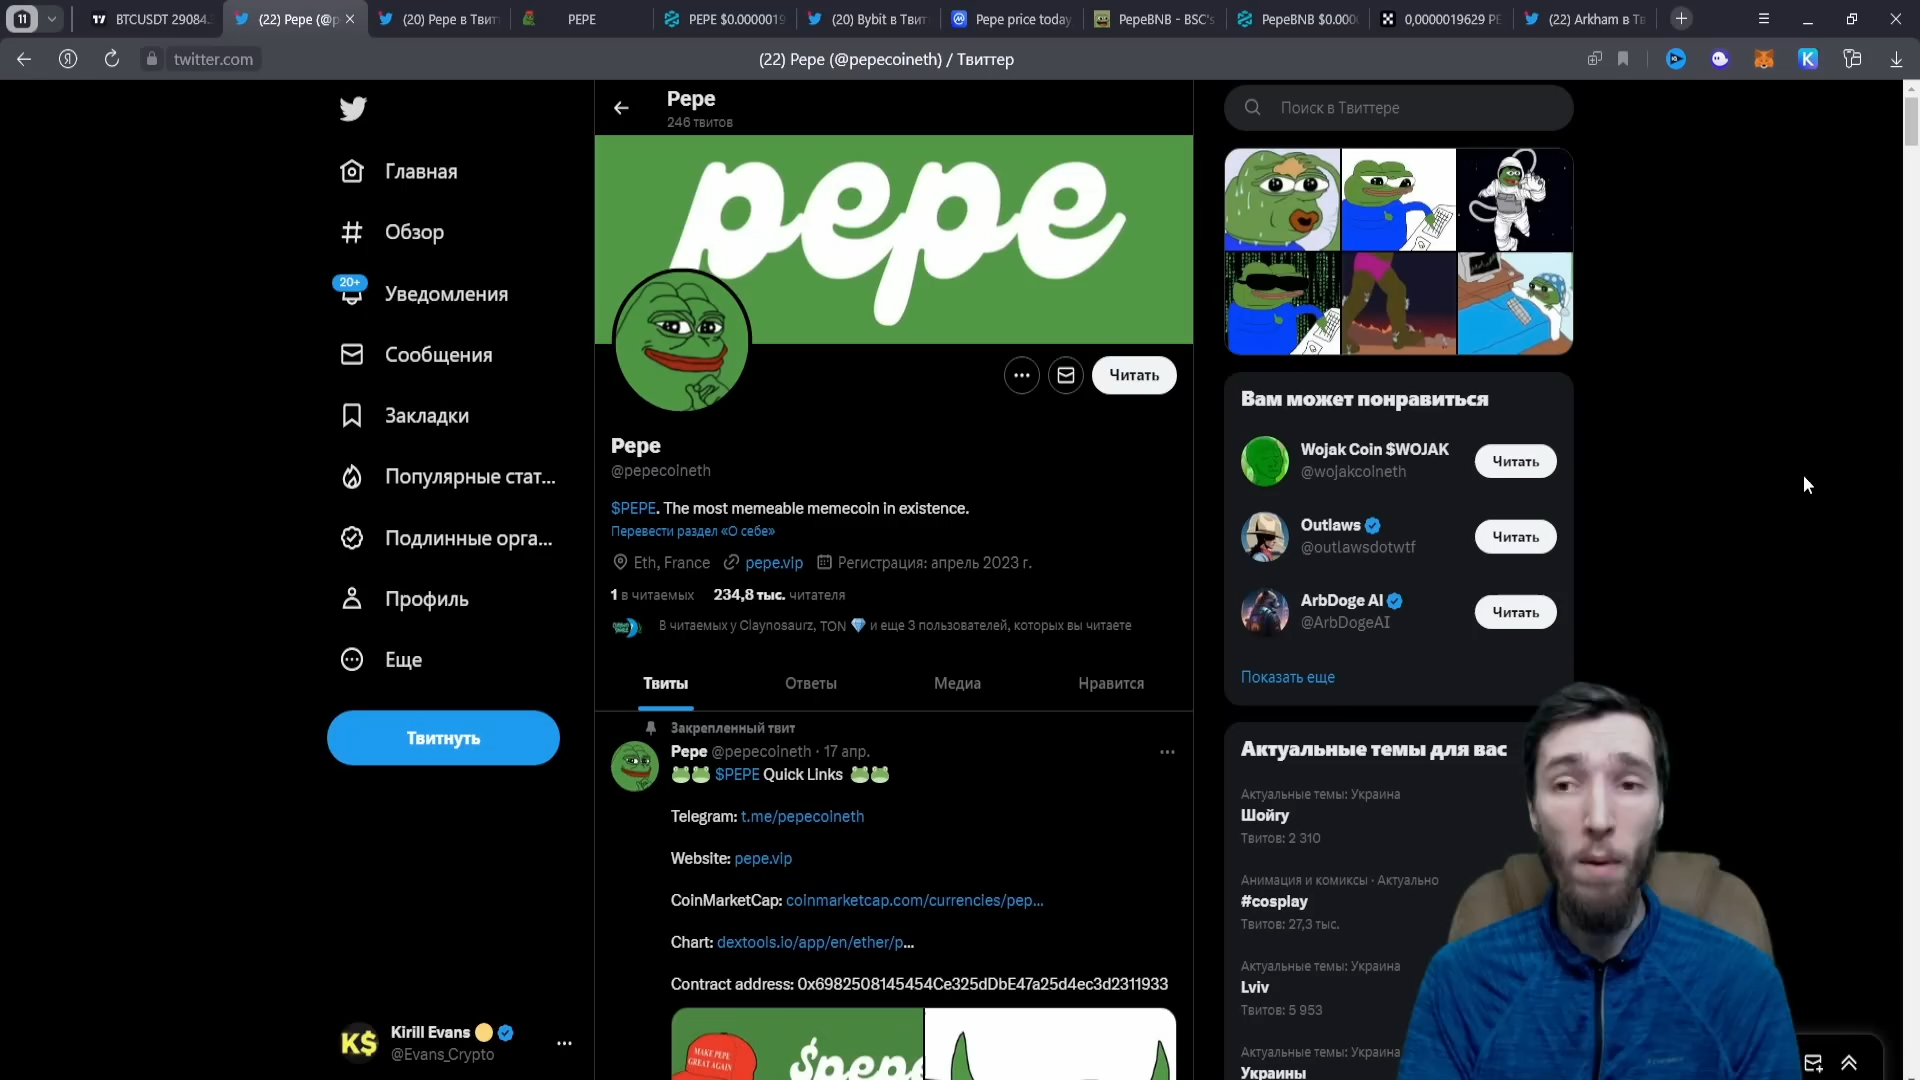 11
BTCUSDT 29084.
(22) Pepe (@p
(20) Pepe в Твит
PEPE
PEPE $0.0000019
(20) Bybit в Твит
Pepe price today
PepeBNB - BSC's
PepeBNB $0.000
0,0000019629 PE
(22) Arkham в Тв
twitter.com
(22) Pepe (@pepecoineth) / Твиттер
Главная
Обзор
20+
Уведомления
Сообщения
Закладки
Популярные стат...
Подлинные орга...
Профиль
Еще
Твитнуть
Kirill Evans
@Evans_Crypto
K$
Pepe
246 твитов
pepe
Читать
Pepe
@pepecoineth
$PEPE. The most memeable memecoin in existence.
Перевести раздел «О себе»
Eth, France pepe.vip Регистрация: апрель 2023 г.
1 в читаемых 234,8 тыс. читателя
В читаемых у Claynosaurz, TON 💎 и еще 3 пользователей, которых вы читаете
Твиты
Ответы
Медиа
Нравится
Закрепленный твит
Pepe @pepecoineth · 17 апр.
🐸🐸 $PEPE Quick Links 🐸🐸
Telegram: t.me/pepecoineth
Website: pepe.vip
CoinMarketCap: coinmarketcap.com/currencies/pep...
Chart: dextools.io/app/en/ether/p...
Contract address: 0x6982508145454Ce325dDbE47a25d4ec3d2311933
MAKE PEPE
GREAT AGAIN
$pepe
Поиск в Твиттере
Вам может понравиться
Wojak Coin $WOJAK
@wojakcoineth
Читать
Outlaws
@outlawsdotwtf
Читать
ArbDoge AI
@ArbDogeAI
Читать
Показать еще
Актуальные темы для вас
Актуальные темы: Украина
Шойгу
Твитов: 2 310
Анимация и комиксы · Актуально
#cosplay
Твитов: 27,3 тыс.
Актуальные темы: Украина
Lviv
Твитов: 5 953
Актуальные темы: Украина
Украины